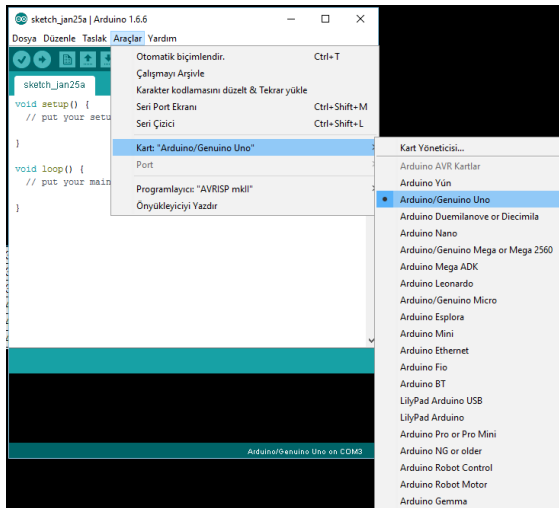 sketch_jan25a | Arduino 1.6.6
Dosya Düzenle Taslak Araçlar Yardım
sketch_jan25a
void setup() {
// put your setu
}
void loop() {
// put your main
}
Otomatik biçimlendir. Ctrl+T
Çalışmayı Arşivle
Karakter kodlamasını düzelt & Tekrar yükle
Seri Port Ekranı Ctrl+Shift+M
Seri Çizici Ctrl+Shift+L
Kart: "Arduino/Genuino Uno"
Port
Programlayıcı: "AVRISP mkII"
Önyükleyiciyi Yazdır
Kart Yöneticisi...
Arduino AVR Kartlar
Arduino Yún
Arduino/Genuino Uno
Arduino Duemilanove or Diecimila
Arduino Nano
Arduino/Genuino Mega or Mega 2560
Arduino Mega ADK
Arduino Leonardo
Arduino/Genuino Micro
Arduino Esplora
Arduino Mini
Arduino Ethernet
Arduino Fio
Arduino BT
LilyPad Arduino USB
LilyPad Arduino
Arduino Pro or Pro Mini
Arduino NG or older
Arduino Robot Control
Arduino Robot Motor
Arduino Gemma
Arduino/Genuino Uno on COM3